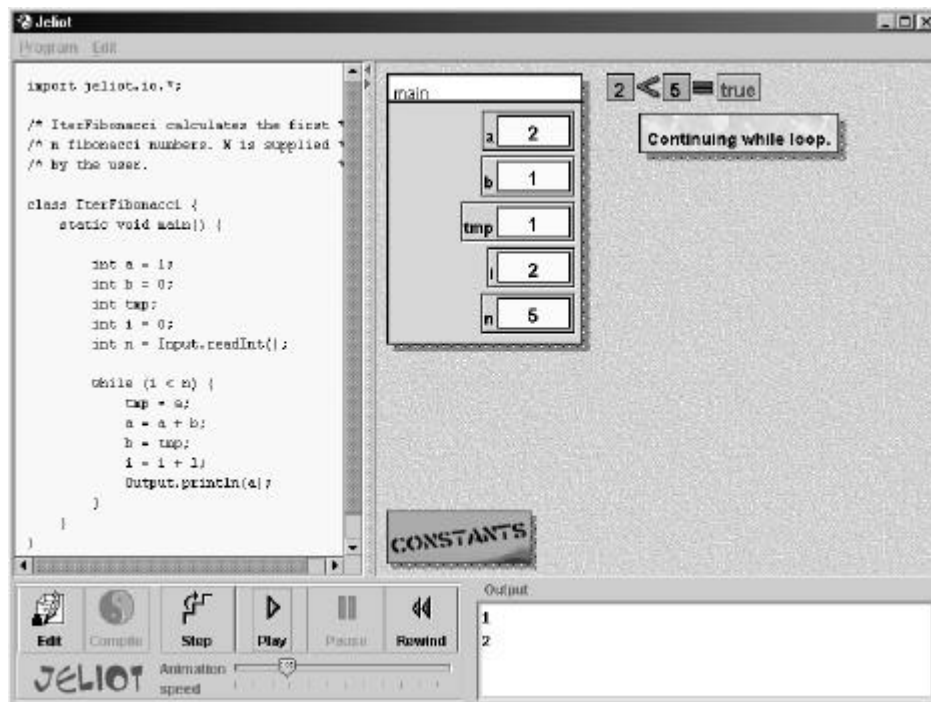 Jeliot
Program Edit
import jeliot.io.*;
/* IterFibonacci calculates the first *
/* n fibonacci numbers. N is supplied *
/* by the user. *
class IterFibonacci {
static void main() {
int a = 1;
int b = 0;
int tmp;
int i = 0;
int n = Input.readInt();
while (i < n) {
tmp = a;
a = a + b;
b = tmp;
i = i + 1;
Output.println(a);
}
}
}
main
a 2
b 1
tmp 1
i 2
n 5
2 < 5 = true
Continuing while loop.
CONSTANTS
Edit Compile Step Play Pause Rewind
JELIOT Animation speed
Output
1
2